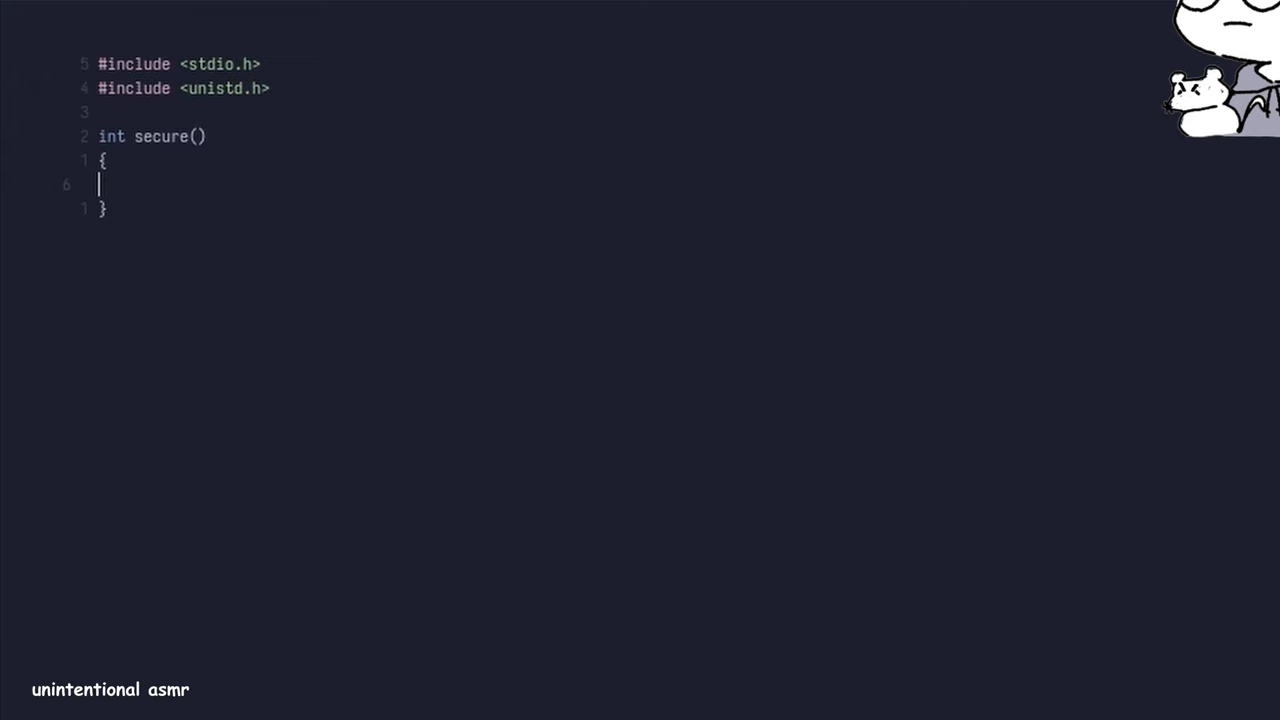 5 #include <stdio.h>
4 #include <unistd.h>
3
2 int secure()
1 {
6
1 }
unintentional asmr